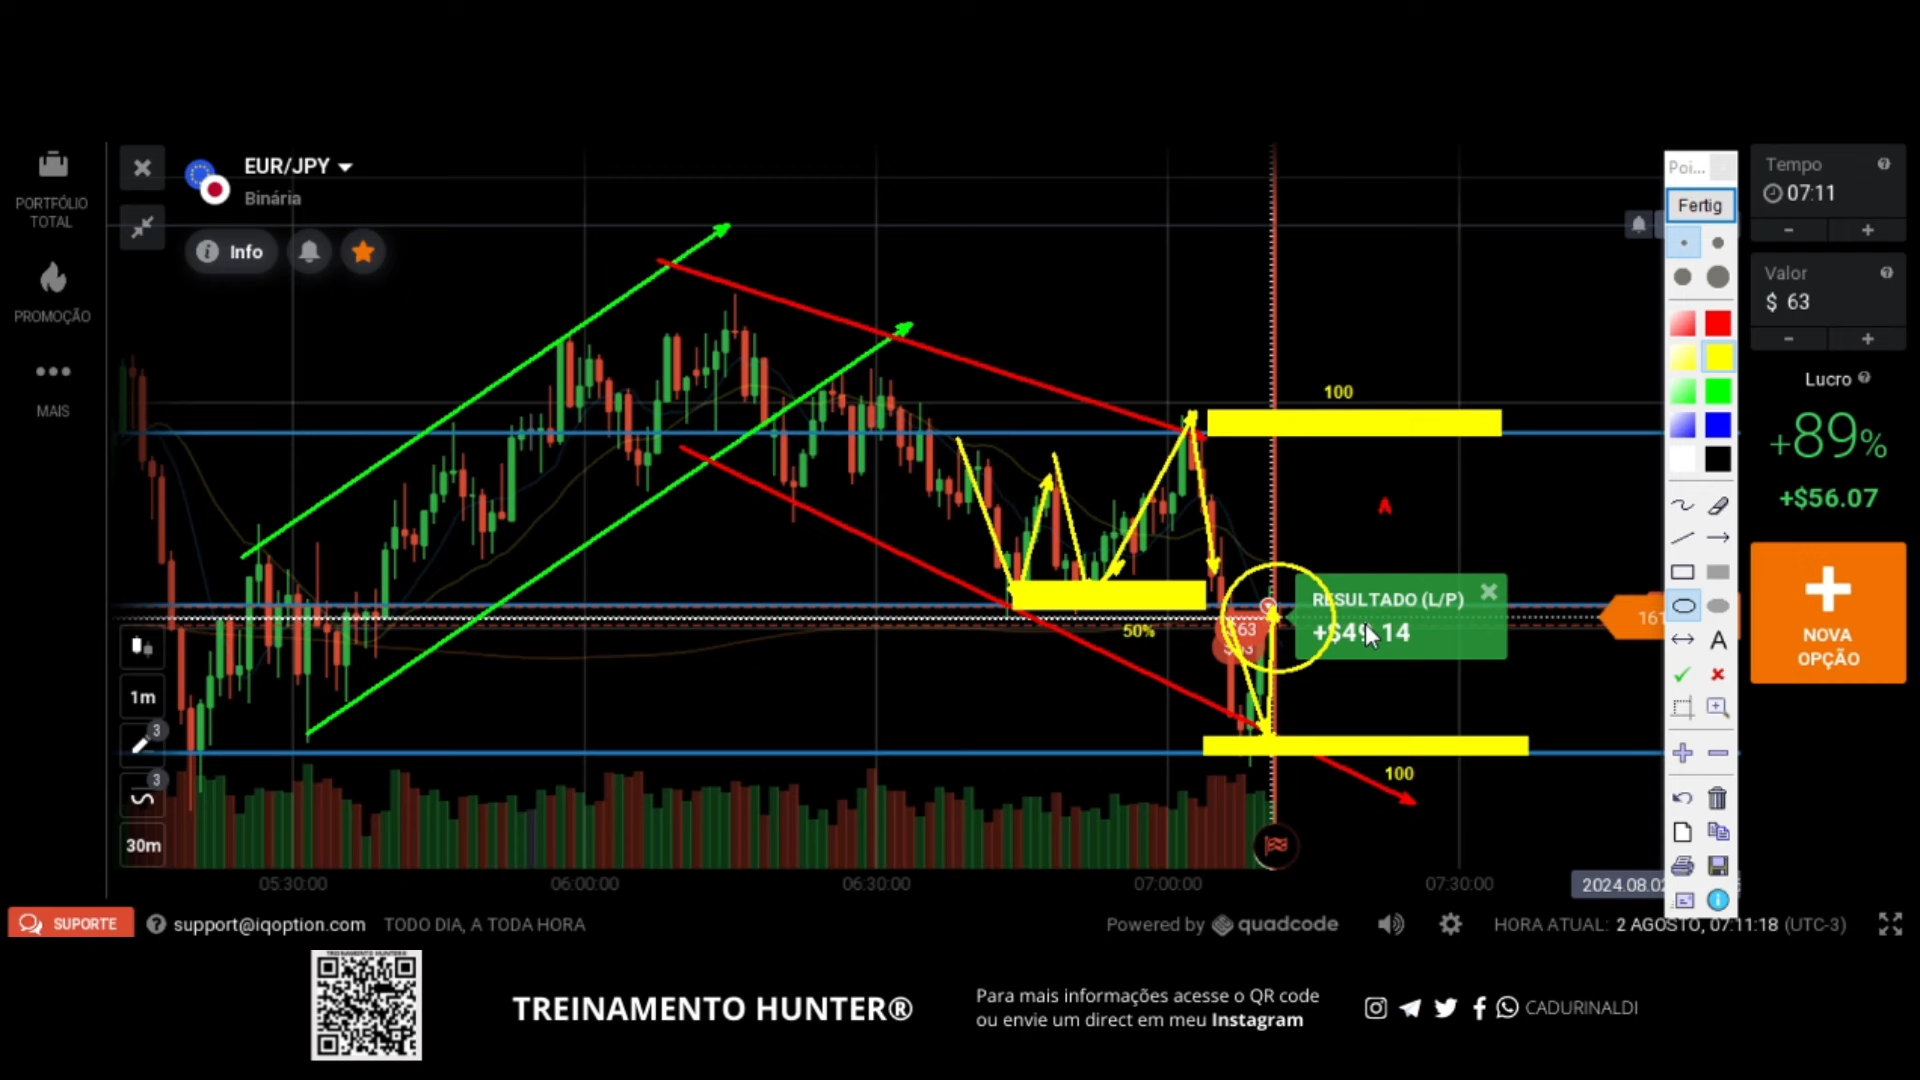 PORTFÓLIO
TOTAL
PROMOÇÃO
MAIS
EUR/JPY
Binária
Info
1m
3
3
30m
100
50%
100
A
$63
RESULTADO (L/P)
161
05:30:00
06:00:00
06:30:00
07:00:00
07:30:00
Poi...
Fertig
A
Tempo
07:11
Valor
$ 63
Lucro
+89%
+$56.07
NOVA
OPÇÃO
SUPORTE
support@iqoption.com
TODO DIA, A TODA HORA
Powered by quadcode
HORA ATUAL: 2 AGOSTO, 07:11:18 (UTC-3)
TREINAMENTO HUNTER®
Para mais informações acesse o QR code
ou envie um direct em meu Instagram
CADURINALDI